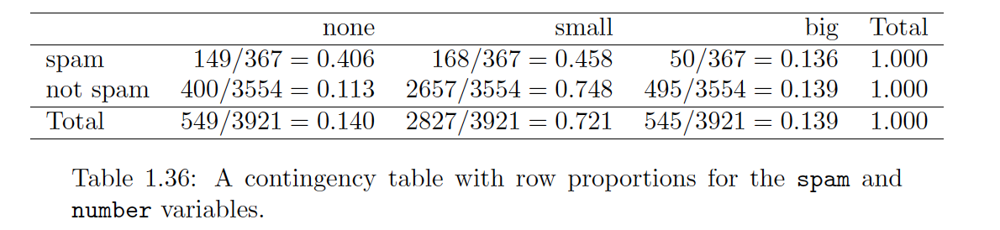 none small big Total
spam 149/367 = 0.406 168/367 = 0.458 50/367 = 0.136 1.000
not spam 400/3554 = 0.113 2657/3554 = 0.748 495/3554 = 0.139 1.000
Total 549/3921 = 0.140 2827/3921 = 0.721 545/3921 = 0.139 1.000
Table 1.36: A contingency table with row proportions for the spam and
number variables.